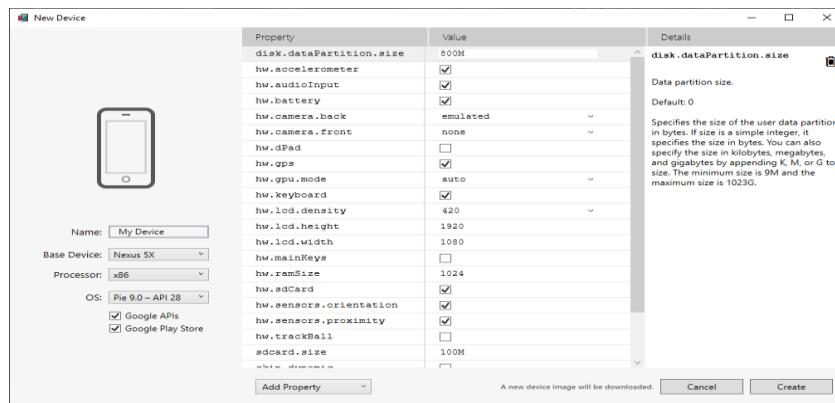 New Device
Property Value Details
disk.dataPartition.size 800M
hw.accelerometer
hw.audioInput
hw.battery
hw.camera.back emulated
hw.camera.front none
hw.dPad
hw.gps
hw.gpu.mode auto
hw.keyboard
hw.lcd.density 420
hw.lcd.height 1920
hw.lcd.width 1080
hw.mainKeys
hw.ramSize 1024
hw.sdCard
hw.sensors.orientation
hw.sensors.proximity
hw.trackBall
sdcard.size 100M
skin.dynamic
disk.dataPartition.size
Data partition size.
Default: 0
Specifies the size of the user data partition
in bytes. If size is a simple integer, it
specifies the size in bytes. You can also
specify the size in kilobytes, megabytes,
and gigabytes by appending K, M, or G to
size. The minimum size is 9M and the
maximum size is 1023G.
Name: My Device
Base Device: Nexus 5X
Processor: x86
OS: Pie 9.0 – API 28
Google APIs
Google Play Store
Add Property
A new device image will be downloaded.
Cancel
Create